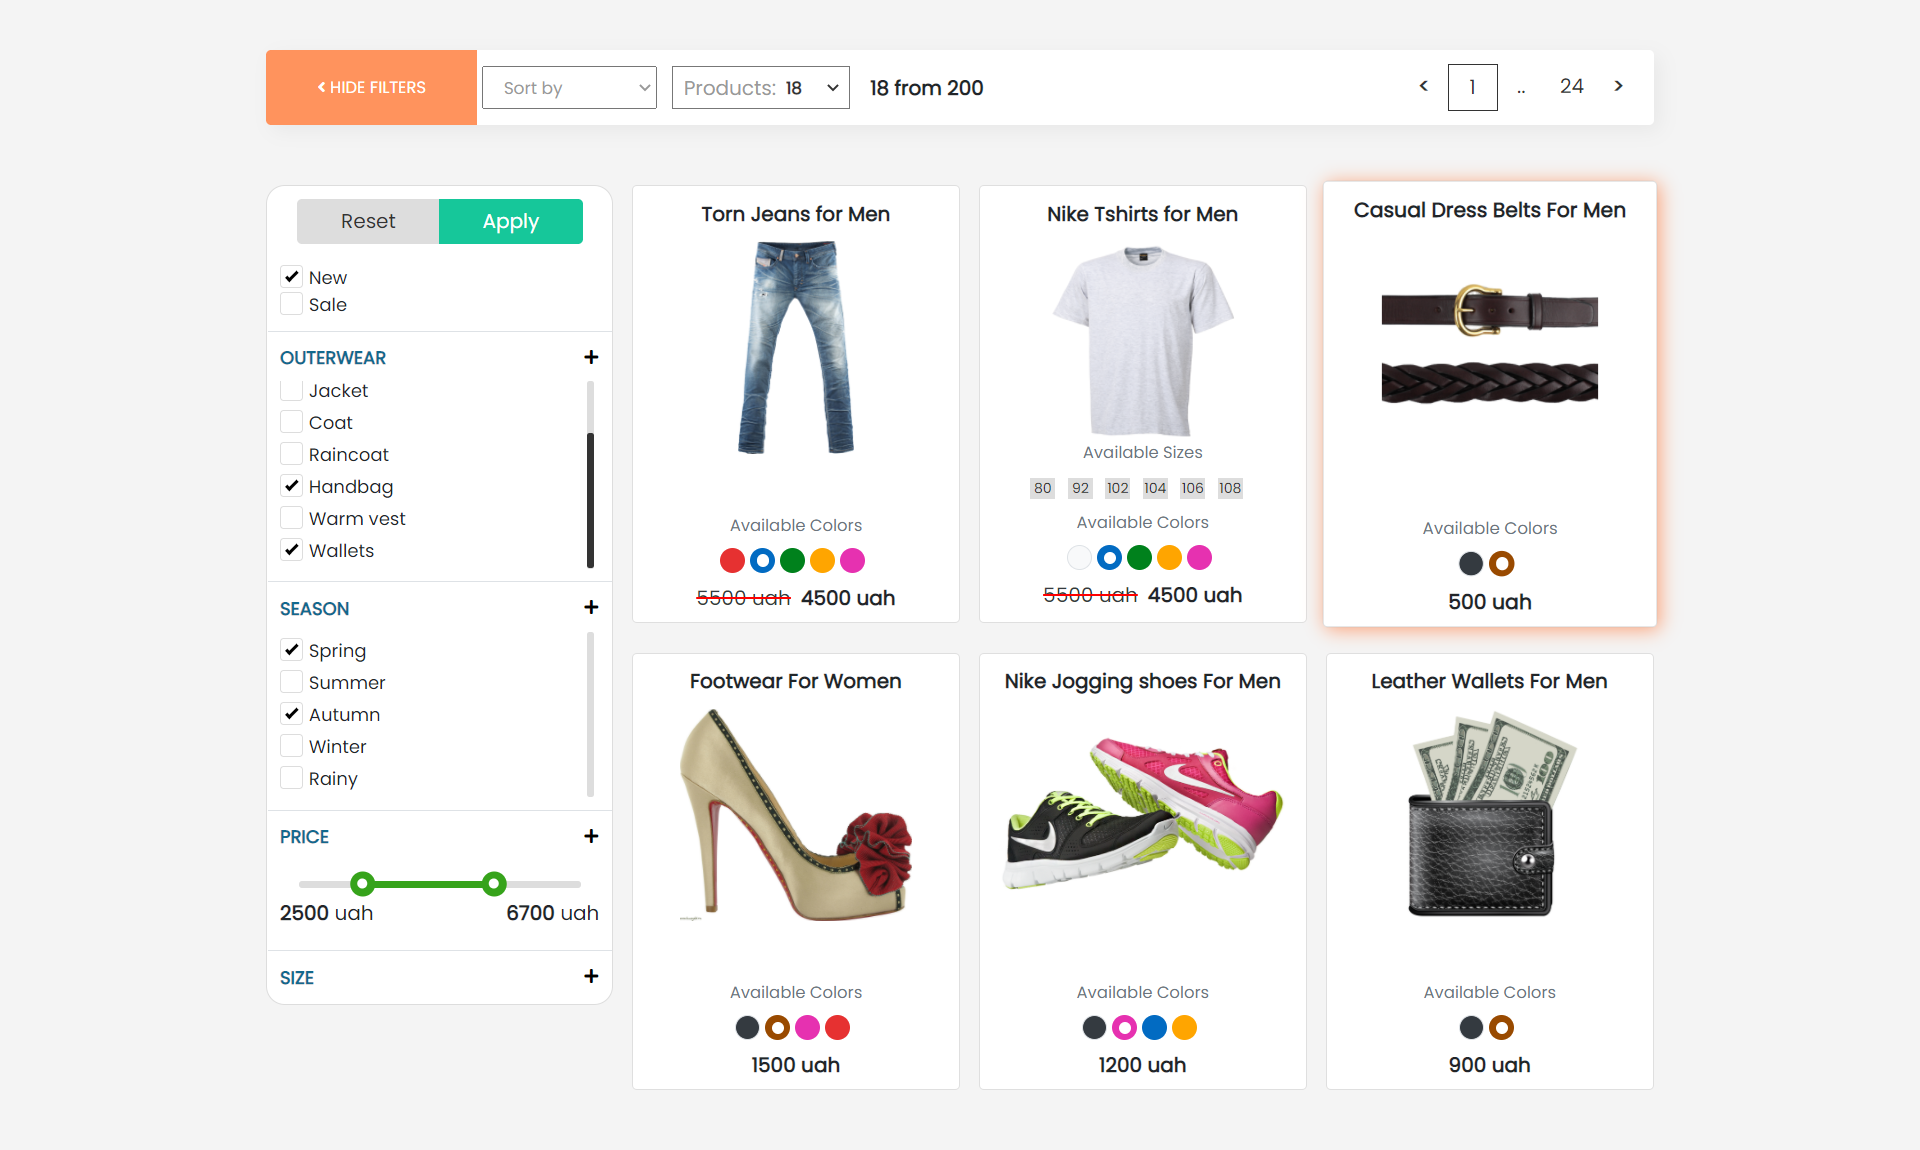 HIDE FILTERS
Sort by
Products: 18
18 from 200
< 1 .. 24 >
Reset
Apply
New
Sale
OUTERWEAR +
Jacket
Coat
Raincoat
Handbag
Warm vest
Wallets
SEASON +
Spring
Summer
Autumn
Winter
Rainy
PRICE +
2500 uah
6700 uah
SIZE +
Torn Jeans for Men
Available Colors
5500 uah 4500 uah
Nike Tshirts for Men
Available Sizes
80 92 102 104 106 108
Available Colors
5500 uah 4500 uah
Casual Dress Belts For Men
Available Colors
500 uah
Footwear For Women
Available Colors
1500 uah
Nike Jogging shoes For Men
Available Colors
1200 uah
Leather Wallets For Men
100
Available Colors
900 uah